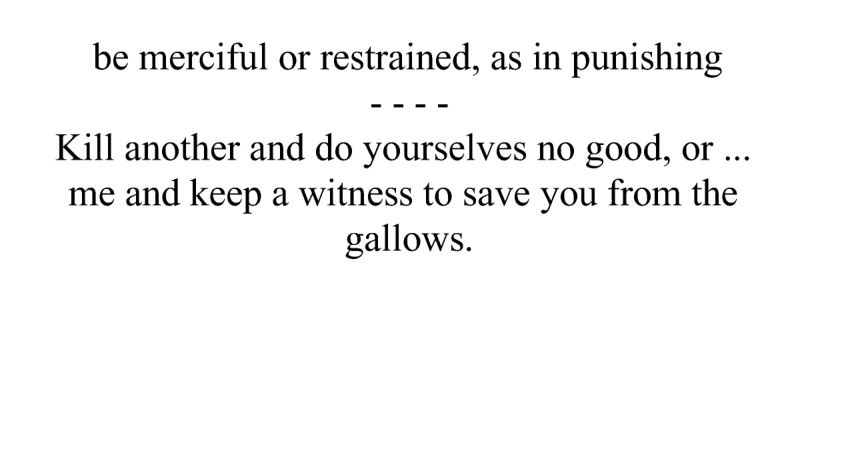 be merciful or restrained, as in punishing
- - - -
Kill another and do yourselves no good, or ...
me and keep a witness to save you from the
gallows.